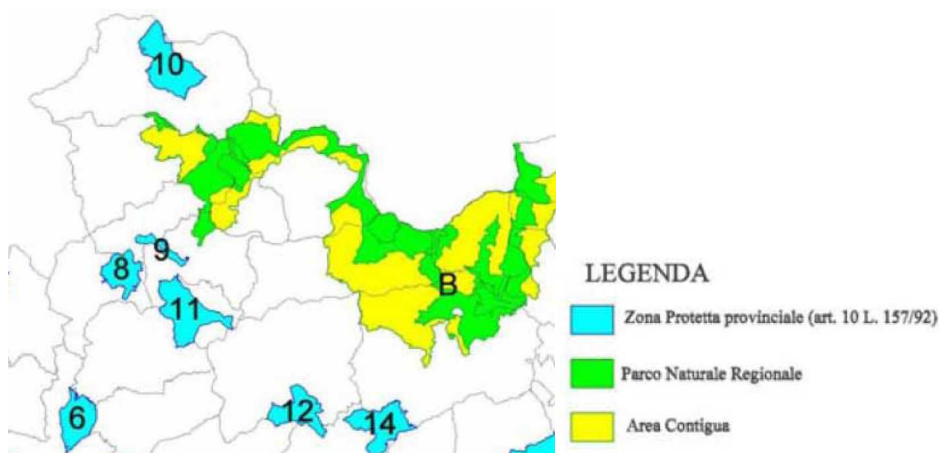 10
9
8
11
B
6
12
14
LEGENDA
Zona Protetta provinciale (art. 10 L. 157/92)
Parco Naturale Regionale
Area Contigua